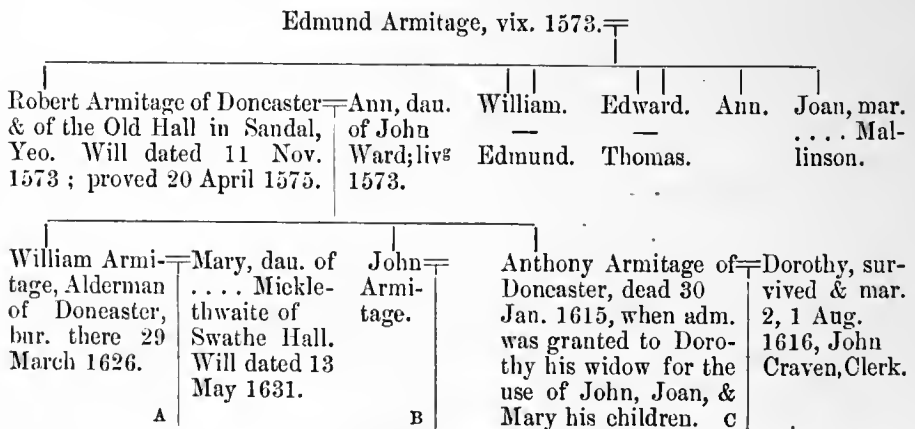 Edmund Armitage, vix. 1573.
Robert Armitage of Doncaster
& of the Old Hall in Sandal,
Yeo. Will dated 11 Nov.
1573 ; proved 20 April 1575.
Ann, dau.
of John
Ward; livg
1573.
William.
—
Edmund.
Edward.
—
Thomas.
Ann.
Joan, mar.
. . . . Mal-
linson.
William Armi-
tage, Alderman
of Doncaster,
bur. there 29
March 1626.
A
Mary, dau. of
. . . . Mickle-
thwaite of
Swathe Hall.
Will dated 13
May 1631.
John
Armi-
tage.
B
Anthony Armitage of
Doncaster, dead 30
Jan. 1615, when adm.
was granted to Doro-
thy his widow for the
use of John, Joan, &
Mary his children. C
Dorothy, sur-
vived & mar.
2, 1 Aug.
1616, John
Craven, Clerk.